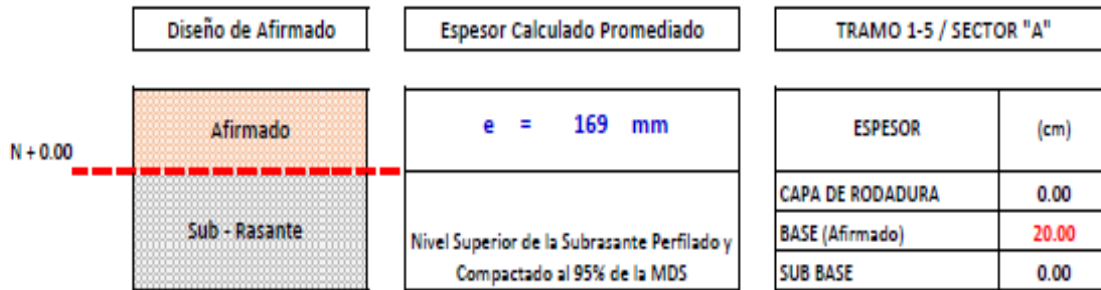 Diseño de Afirmado
Espesor Calculado Promediado
TRAMO 1-5 / SECTOR "A"
Afirmado
e = 169 mm
ESPESOR (cm)
N + 0.00
CAPA DE RODADURA 0.00
Sub - Rasante
Nivel Superior de la Subrasante Perfilado y
Compactado al 95% de la MDS
BASE (Afirmado) 20.00
SUB BASE 0.00